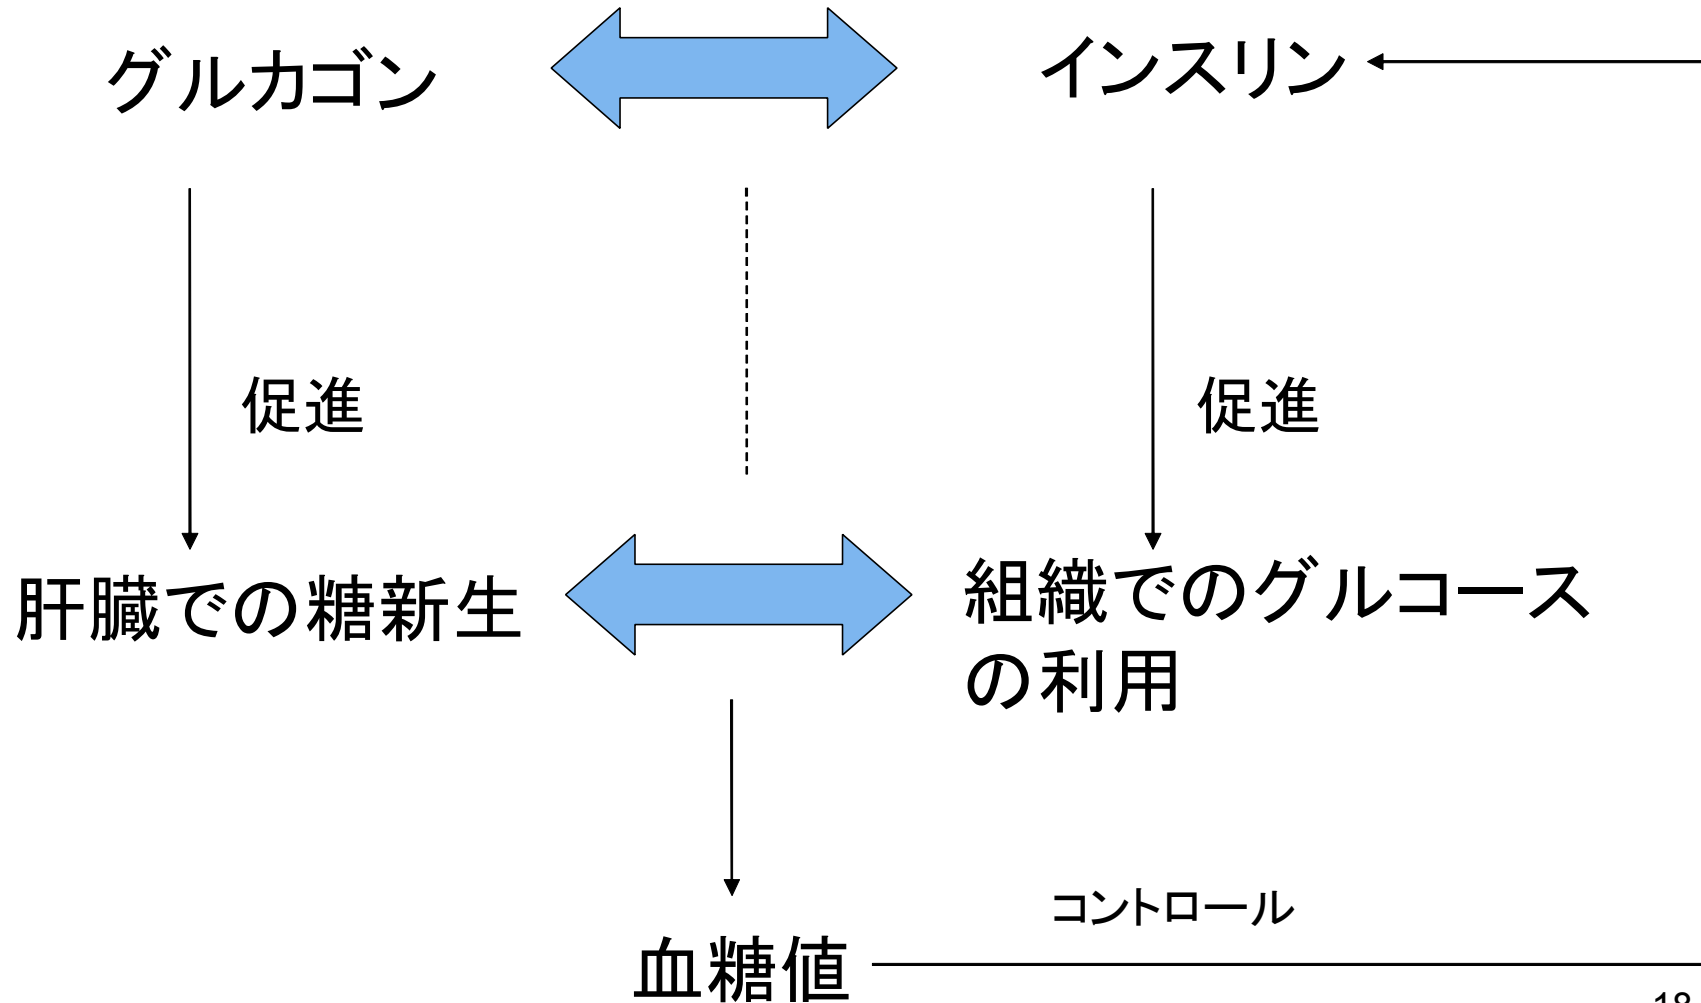 グルカゴン
インスリン
促進
促進
肝臓での糖新生
組織でのグルコース
の利用
コントロール
血糖値
18